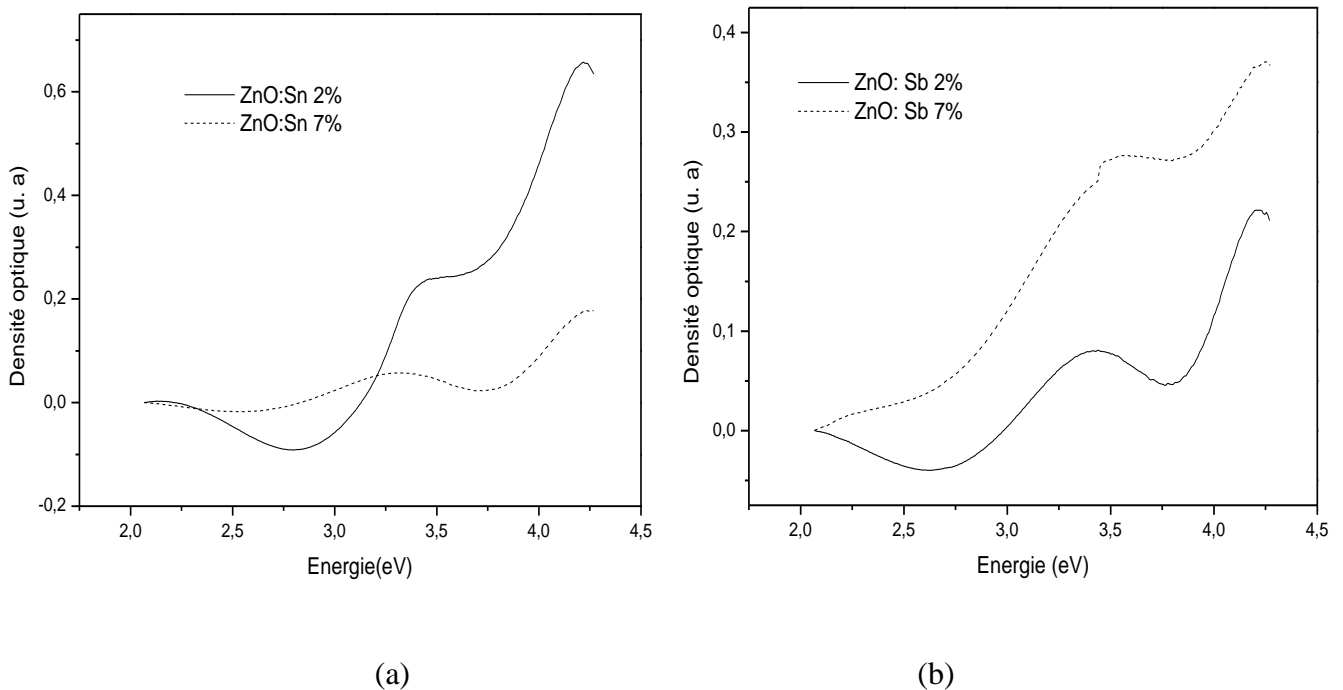 Densité optique (u. a)
0,6
0,4
0,2
0,0
-0,2
ZnO:Sn 2%
ZnO:Sn 7%
2,0 2,5 3,0 3,5 4,0 4,5
Energie(eV)
(a)
Densité optique (u. a)
0,4
0,3
0,2
0,1
0,0
ZnO: Sb 2%
ZnO: Sb 7%
2,0 2,5 3,0 3,5 4,0 4,5
Energie (eV)
(b)